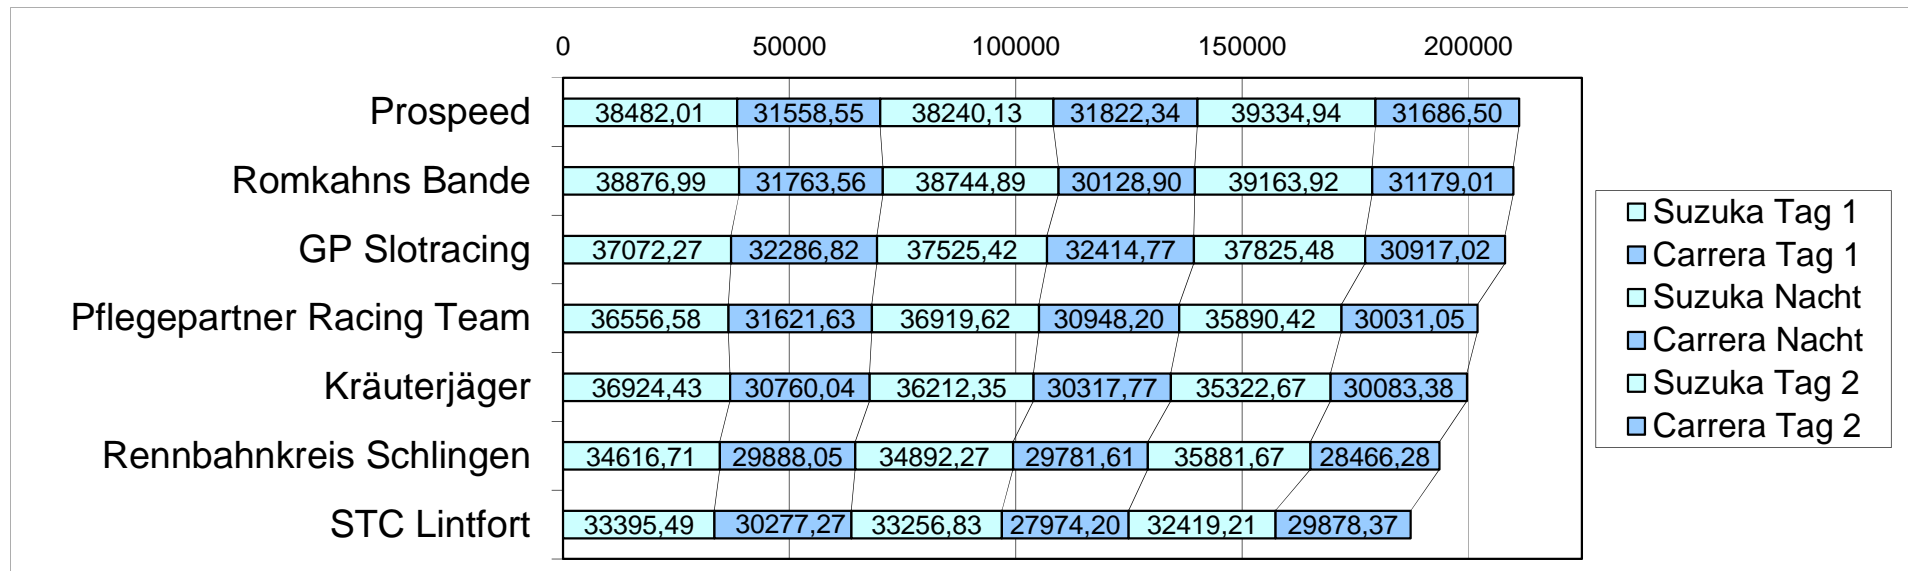 0 50000 100000 150000 200000
Prospeed 38482,01 31558,55 38240,13 31822,34 39334,94 31686,50
Romkahns Bande 38876,99 31763,56 38744,89 30128,90 39163,92 31179,01
GP Slotracing 37072,27 32286,82 37525,42 32414,77 37825,48 30917,02
Pflegepartner Racing Team 36556,58 31621,63 36919,62 30948,20 35890,42 30031,05
Kräuterjäger 36924,43 30760,04 36212,35 30317,77 35322,67 30083,38
Rennbahnkreis Schlingen 34616,71 29888,05 34892,27 29781,61 35881,67 28466,28
STC Lintfort 33395,49 30277,27 33256,83 27974,20 32419,21 29878,37
Suzuka Tag 1
Carrera Tag 1
Suzuka Nacht
Carrera Nacht
Suzuka Tag 2
Carrera Tag 2